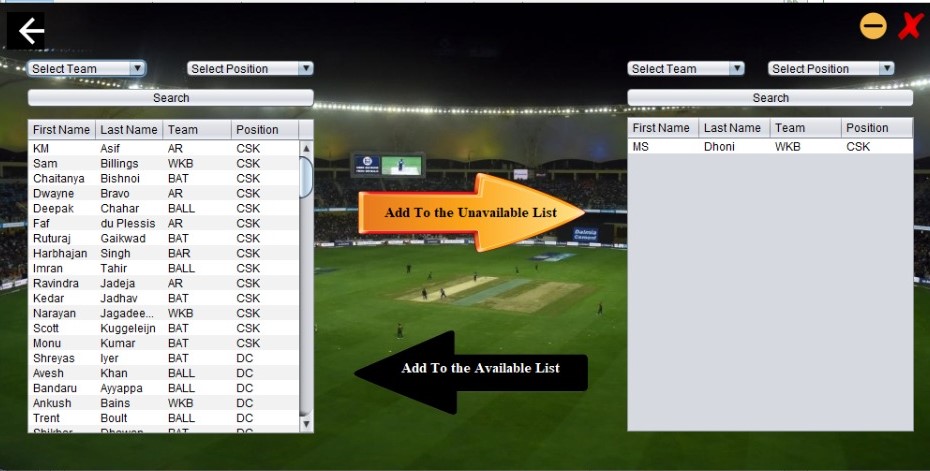 Select Team Select Position Select Team Select Position
Search Search
First Name Last Name Team Position First Name Last Name Team Position
KM Asif AR CSK MS Dhoni WKB CSK
Sam Billings WKB CSK
Chaitanya Bishnoi BAT CSK
Dwayne Bravo AR CSK
Deepak Chahar BALL CSK
Faf du Plessis AR CSK
Ruturaj Gaikwad BAT CSK
Harbhajan Singh BAR CSK
Imran Tahir BALL CSK
Ravindra Jadeja AR CSK
Kedar Jadhav BAT CSK
Narayan Jagadee... WKB CSK
Scott Kuggeleijn BAT CSK
Monu Kumar BAT CSK
Shreyas Iyer BAT DC
Avesh Khan BALL DC
Bandaru Ayyappa BALL DC
Ankush Bains WKB DC
Trent Boult BALL DC
Add To the Unavailable List
Dalmia
Cement
Add To the Available List